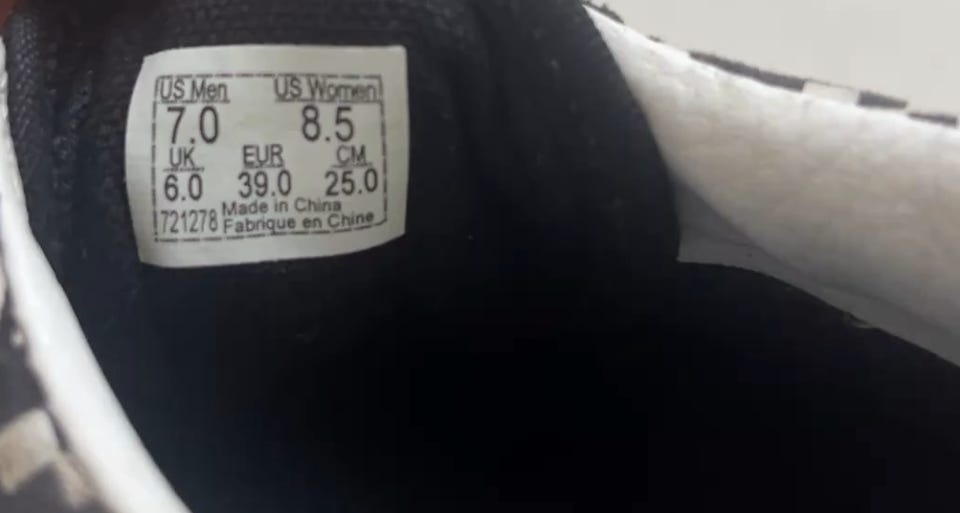 US Men US Women
7.0 8.5
UK EUR CM
6.0 39.0 25.0
Made in China
721278 Fabrique en Chine